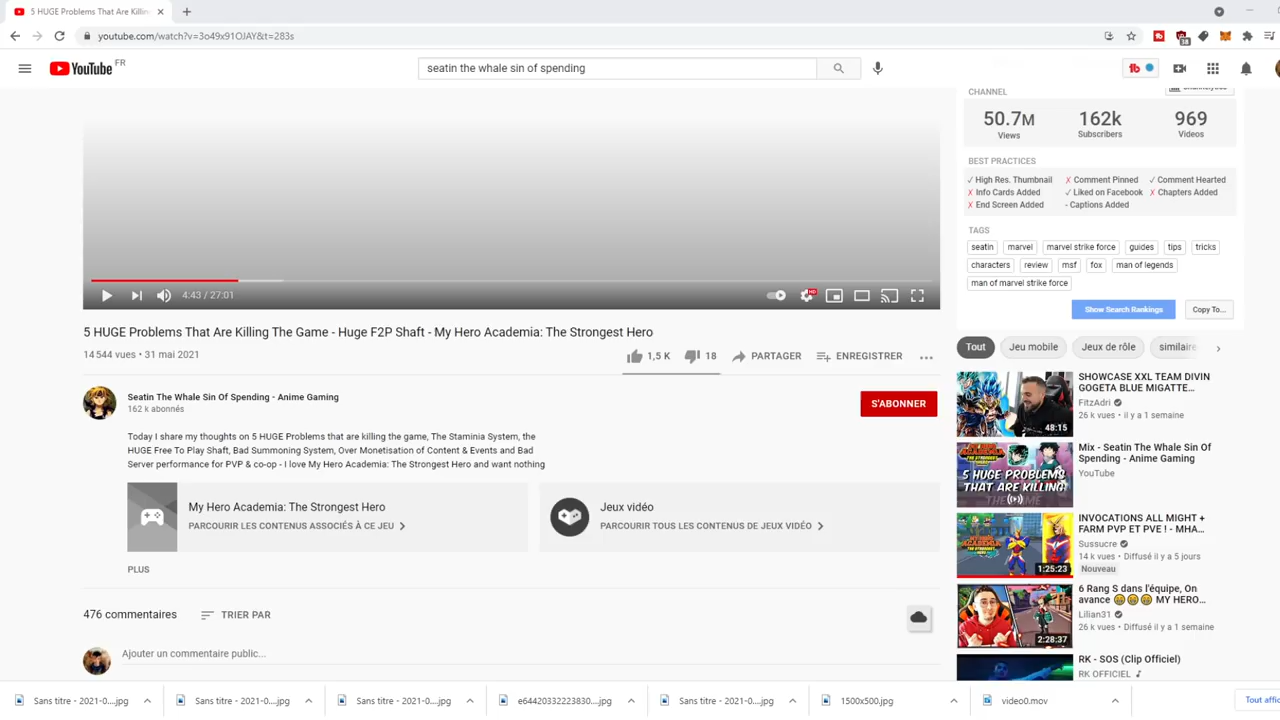 5 HUGE Problems That Are Killin
youtube.com/watch?v=3o49x91OJAY&t=283s
YouTube FR
seatin the whale sin of spending
CHANNEL
50.7M 162k 969
Views Subscribers Videos
BEST PRACTICES
✓ High Res. Thumbnail ✗ Comment Pinned ✓ Comment Hearted
✗ Info Cards Added ✓ Liked on Facebook ✗ Chapters Added
✗ End Screen Added - Captions Added
TAGS
seatin marvel marvel strike force guides tips tricks
characters review msf fox man of legends
man of marvel strike force
Show Search Rankings Copy To...
4:43 / 27:01
HD
5 HUGE Problems That Are Killing The Game - Huge F2P Shaft - My Hero Academia: The Strongest Hero
14 544 vues • 31 mai 2021
1,5 K 18 PARTAGER ENREGISTRER
Seatin The Whale Sin Of Spending - Anime Gaming
162 k abonnés
S'ABONNER
Today I share my thoughts on 5 HUGE Problems that are killing the game, The Staminia System, the
HUGE Free To Play Shaft, Bad Summoning System, Over Monetisation of Content & Events and Bad
Server performance for PVP & co-op - I love My Hero Academia: The Strongest Hero and want nothing
My Hero Academia: The Strongest Hero
PARCOURIR LES CONTENUS ASSOCIÉS À CE JEU
Jeux vidéo
PARCOURIR TOUS LES CONTENUS DE JEUX VIDÉO
PLUS
476 commentaires TRIER PAR
Ajouter un commentaire public...
Tout Jeu mobile Jeux de rôle similaire
SHOWCASE XXL TEAM DIVIN
GOGETA BLUE MIGATTE...
FitzAdri
26 k vues • il y a 1 semaine
48:15
Mix - Seatin The Whale Sin Of
Spending - Anime Gaming
YouTube
5 HUGE PROBLEMS
THAT ARE KILLING
THE GAME
INVOCATIONS ALL MIGHT +
FARM PVP ET PVE ! - MHA...
Sussucre
14 k vues • Diffusé il y a 5 jours
Nouveau
1:25:23
6 Rang S dans l'équipe, On
avance 😄😄😄 MY HERO...
Lilian31
26 k vues • Diffusé il y a 1 semaine
2:28:37
RK - SOS (Clip Officiel)
RK OFFICIEL
Sans titre - 2021-0....jpg Sans titre - 2021-0....jpg Sans titre - 2021-0....jpg e64420332223830....jpg Sans titre - 2021-0....jpg 1500x500.jpg video0.mov Tout affic